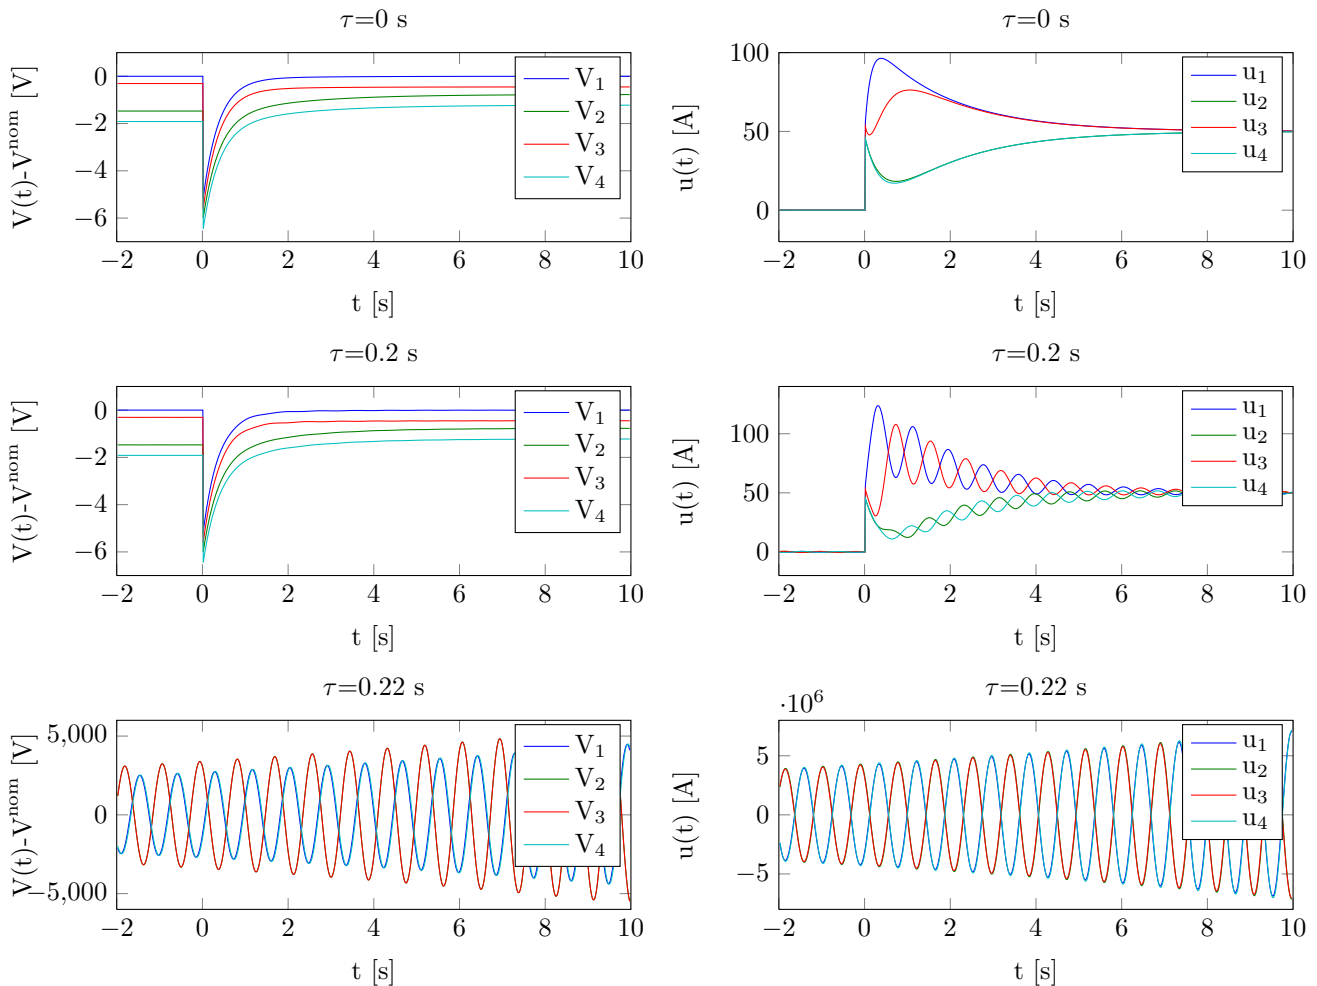 τ=0 s
V(t)-Vⁿᵒᵐ [V]
0
−2
−4
−6
−2 0 2 4 6 8 10
t [s]
V₁
V₂
V₃
V₄
τ=0 s
u(t) [A]
100
50
0
−2 0 2 4 6 8 10
t [s]
u₁
u₂
u₃
u₄
τ=0.2 s
V(t)-Vⁿᵒᵐ [V]
0
−2
−4
−6
−2 0 2 4 6 8 10
t [s]
V₁
V₂
V₃
V₄
τ=0.2 s
u(t) [A]
100
50
0
−2 0 2 4 6 8 10
t [s]
u₁
u₂
u₃
u₄
τ=0.22 s
V(t)-Vⁿᵒᵐ [V]
5,000
0
−5,000
−2 0 2 4 6 8 10
t [s]
V₁
V₂
V₃
V₄
τ=0.22 s
·10⁶
u(t) [A]
5
0
−5
−2 0 2 4 6 8 10
t [s]
u₁
u₂
u₃
u₄